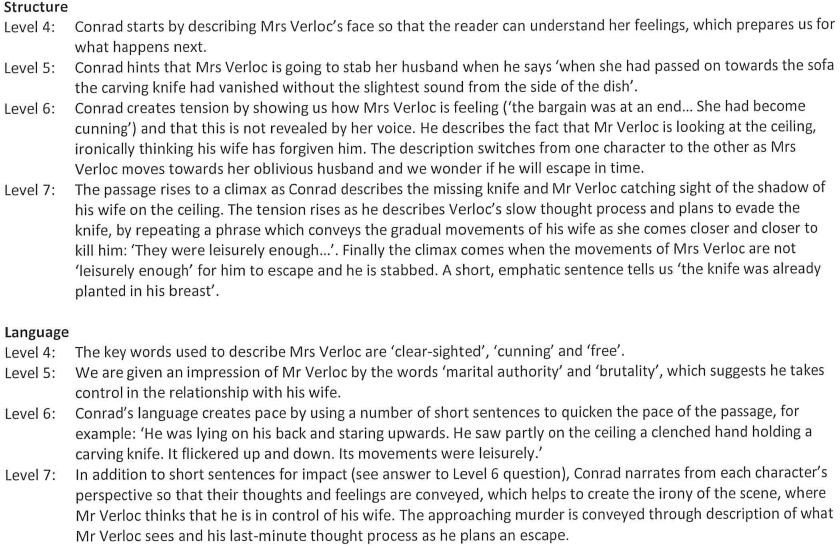 Structure
Level 4: Conrad starts by describing Mrs Verloc's face so that the reader can understand her feelings, which prepares us for
what happens next.
Level 5: Conrad hints that Mrs Verloc is going to stab her husband when he says 'when she had passed on towards the sofa
the carving knife had vanished without the slightest sound from the side of the dish'.
Level 6: Conrad creates tension by showing us how Mrs Verloc is feeling ('the bargain was at an end... She had become
cunning') and that this is not revealed by her voice. He describes the fact that Mr Verloc is looking at the ceiling,
ironically thinking his wife has forgiven him. The description switches from one character to the other as Mrs
Verloc moves towards her oblivious husband and we wonder if he will escape in time.
Level 7: The passage rises to a climax as Conrad describes the missing knife and Mr Verloc catching sight of the shadow of
his wife on the ceiling. The tension rises as he describes Verloc's slow thought process and plans to evade the
knife, by repeating a phrase which conveys the gradual movements of his wife as she comes closer and closer to
kill him: 'They were leisurely enough...'. Finally the climax comes when the movements of Mrs Verloc are not
'leisurely enough' for him to escape and he is stabbed. A short, emphatic sentence tells us 'the knife was already
planted in his breast'.
Language
Level 4: The key words used to describe Mrs Verloc are 'clear-sighted', 'cunning' and 'free'.
Level 5: We are given an impression of Mr Verloc by the words 'marital authority' and 'brutality', which suggests he takes
control in the relationship with his wife.
Level 6: Conrad's language creates pace by using a number of short sentences to quicken the pace of the passage, for
example: 'He was lying on his back and staring upwards. He saw partly on the ceiling a clenched hand holding a
carving knife. It flickered up and down. Its movements were leisurely.'
Level 7: In addition to short sentences for impact (see answer to Level 6 question), Conrad narrates from each character's
perspective so that their thoughts and feelings are conveyed, which helps to create the irony of the scene, where
Mr Verloc thinks that he is in control of his wife. The approaching murder is conveyed through description of what
Mr Verloc sees and his last-minute thought process as he plans an escape.